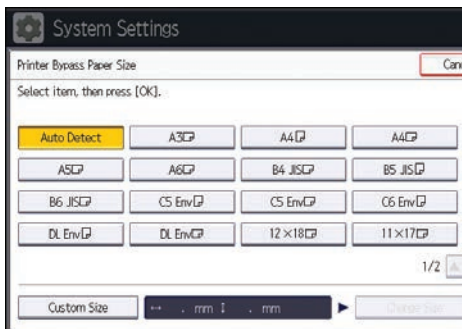 System Settings
Printer Bypass Paper Size
Select item, then press [OK].
Auto Detect A3 A4 A4
A5 A6 B4 JIS B5 JIS
B6 JIS C5 Env C5 Env C6 Env
DL Env DL Env 12×18 11×17
1/2
Custom Size ↔ . mm ↕ . mm